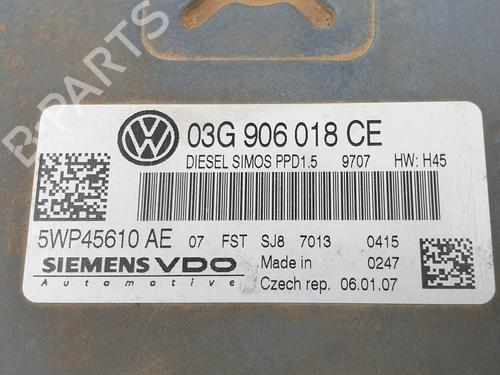 B-PARTS
03G 906 018 CE
DIESEL SIMOS PPD1.5 9707 HW: H45
5WP45610 AE 07 FST SJ8 7013 0415
SIEMENS VDO Made in 0247
Automotive Czech rep. 06.01.07